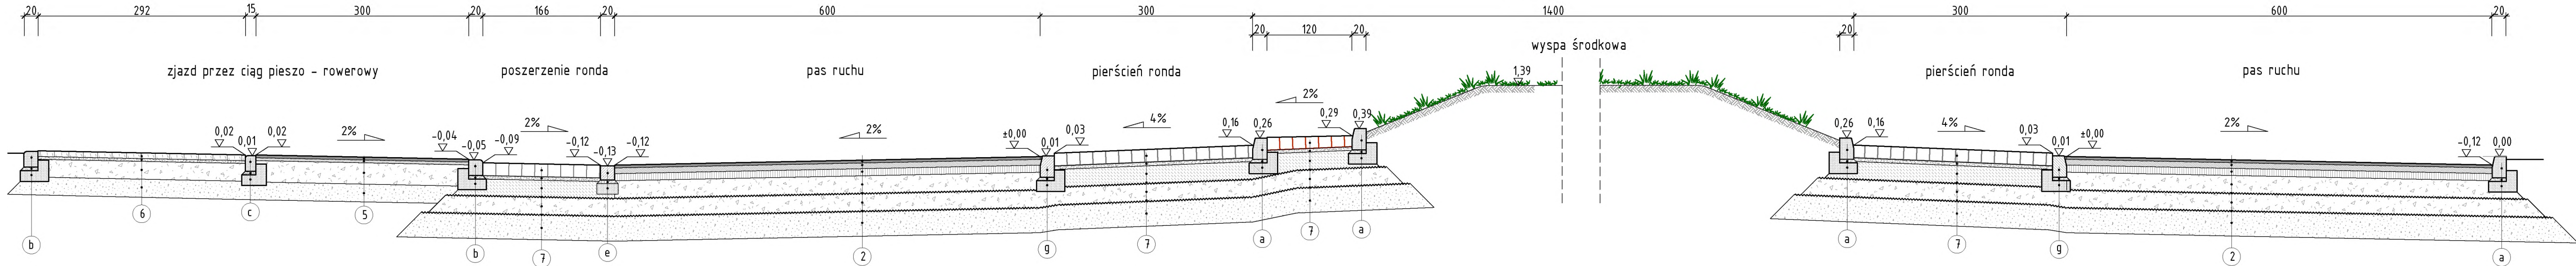 20 292 15 300 20 166 20 600 300 1400 300 600 20
20 120 20 20
wyspa środkowa
zjazd przez ciąg pieszo - rowerowy poszerzenie ronda pas ruchu pierścień ronda 1,39 pierścień ronda pas ruchu
2%
0,02 0,01 0,02 2% -0,04 -0,05 -0,09 2% -0,12 -0,13 -0,12 2% ±0,00 0,01 0,03 4% 0,16 0,26 0,29 0,39 0,26 0,16 4% 0,03 0,01 ±0,00 2% -0,12 0,00
b 6 c 5 b 7 e 2 g 7 a 7 a a 7 g 2 a